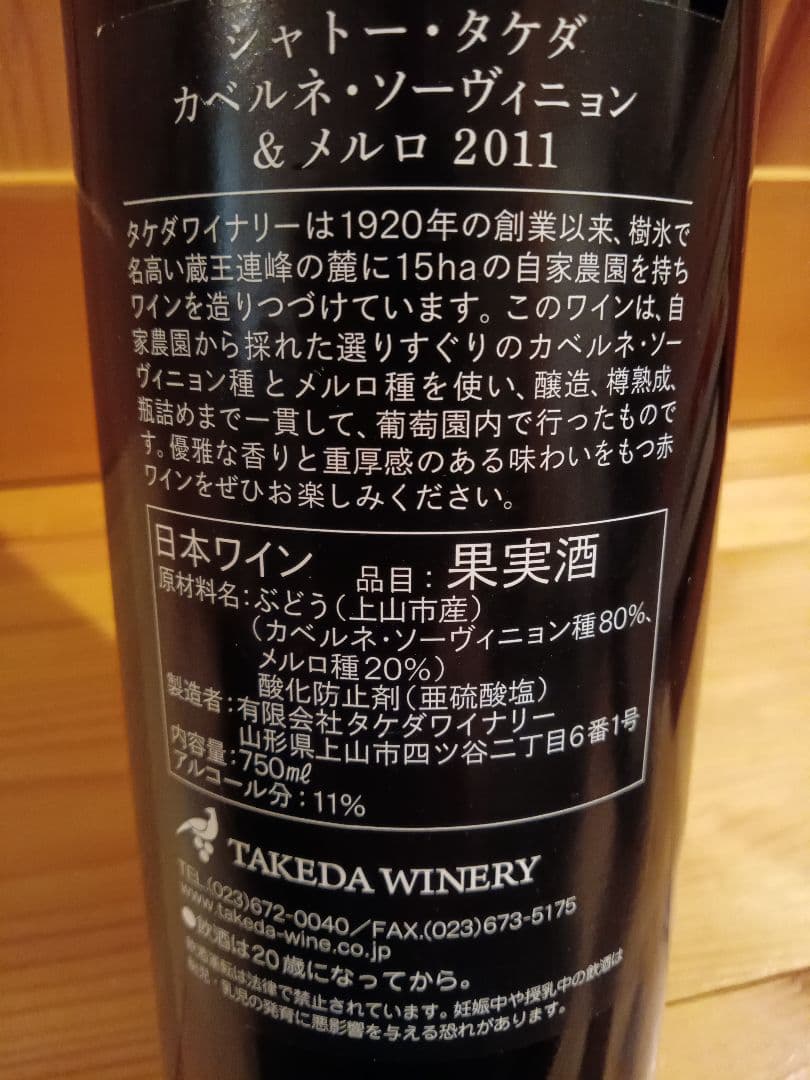 シャトー・タケダ
カベルネ・ソーヴィニョン
&メルロ 2011
タケダワイナリーは1920年の創業以来、樹氷で
名高い蔵王連峰の麓に15haの自家農園を持ち
ワインを造りつづけています。このワインは、自
家農園から採れた選りすぐりのカベルネ・ソー
ヴィニョン種とメルロ種を使い、醸造、樽熟成、
瓶詰めまで一貫して、葡萄園内で行ったもので
す。優雅な香りと重厚感のある味わいをもつ赤
ワインをぜひお楽しみください。
日本ワイン 品目：果実酒
原材料名：ぶどう（上山市産）
（カベルネ・ソーヴィニョン種80%、
メルロ種20%）
酸化防止剤（亜硫酸塩）
製造者：有限会社タケダワイナリー
山形県上山市四ツ谷二丁目6番1号
内容量：750㎖
アルコール分：11%
TAKEDA WINERY
TEL.(023)672-0040／FAX.(023)673-5175
www.takeda-wine.co.jp
●飲酒は20歳になってから。
飲酒運転は法律で禁止されています。妊娠中や授乳中の飲酒は
胎児・乳児の発育に悪影響を与える恐れがあります。